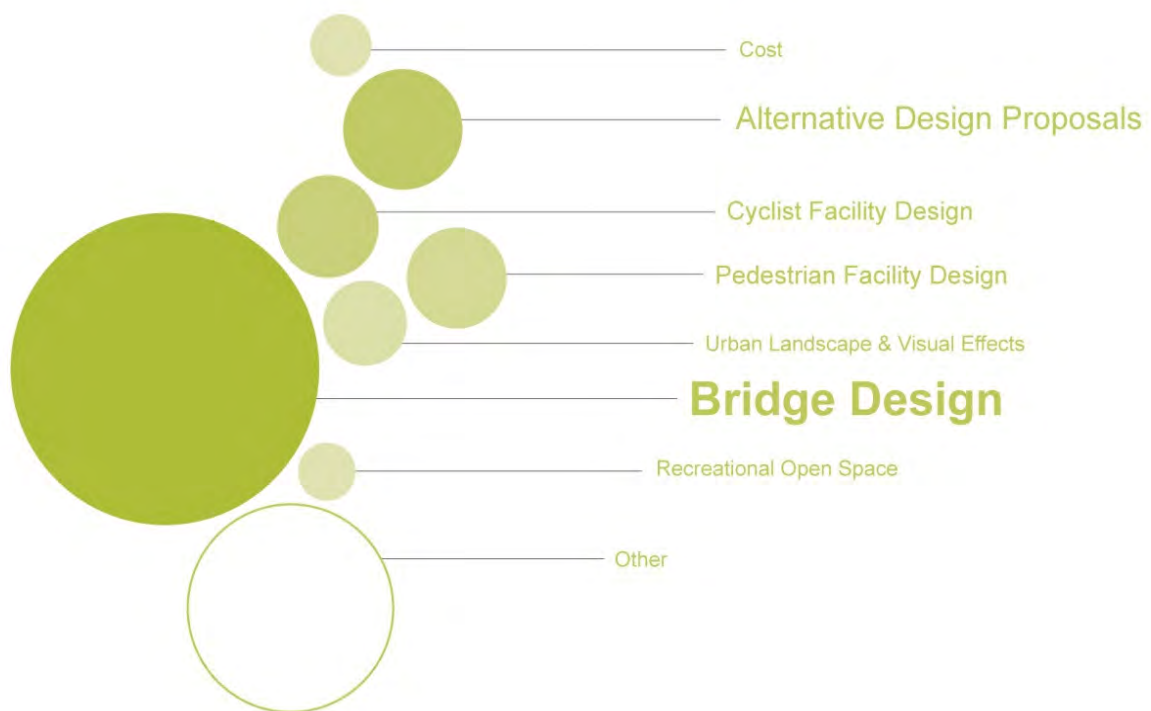 Cost
Alternative Design Proposals
Cyclist Facility Design
Pedestrian Facility Design
Urban Landscape & Visual Effects
Bridge Design
Recreational Open Space
Other